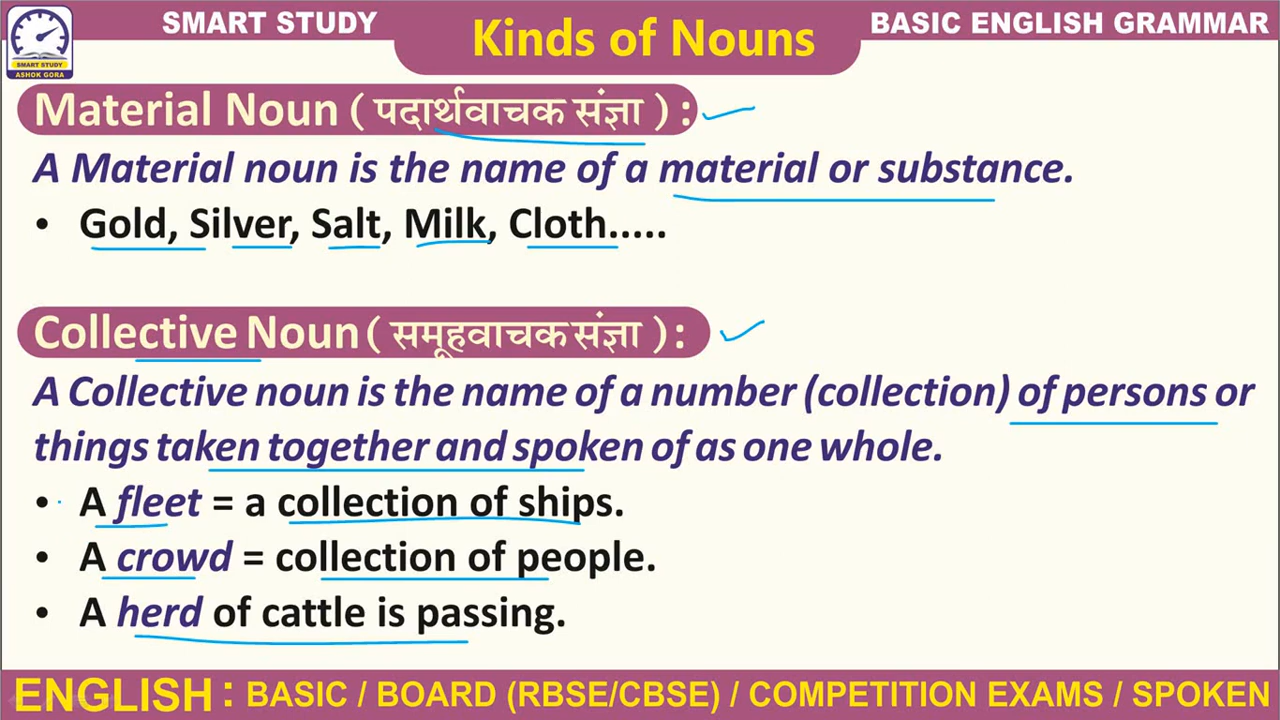 SMART STUDY
Kinds of Nouns
BASIC ENGLISH GRAMMAR
SMART STUDY
ASHOK GORA
Material Noun ( पदार्थवाचक संज्ञा ) :
A Material noun is the name of a material or substance.
• Gold, Silver, Salt, Milk, Cloth.....
Collective Noun ( समूहवाचक संज्ञा ) :
A Collective noun is the name of a number (collection) of persons or
things taken together and spoken of as one whole.
• A fleet = a collection of ships.
• A crowd = collection of people.
• A herd of cattle is passing.
ENGLISH : BASIC / BOARD (RBSE/CBSE) / COMPETITION EXAMS / SPOKEN